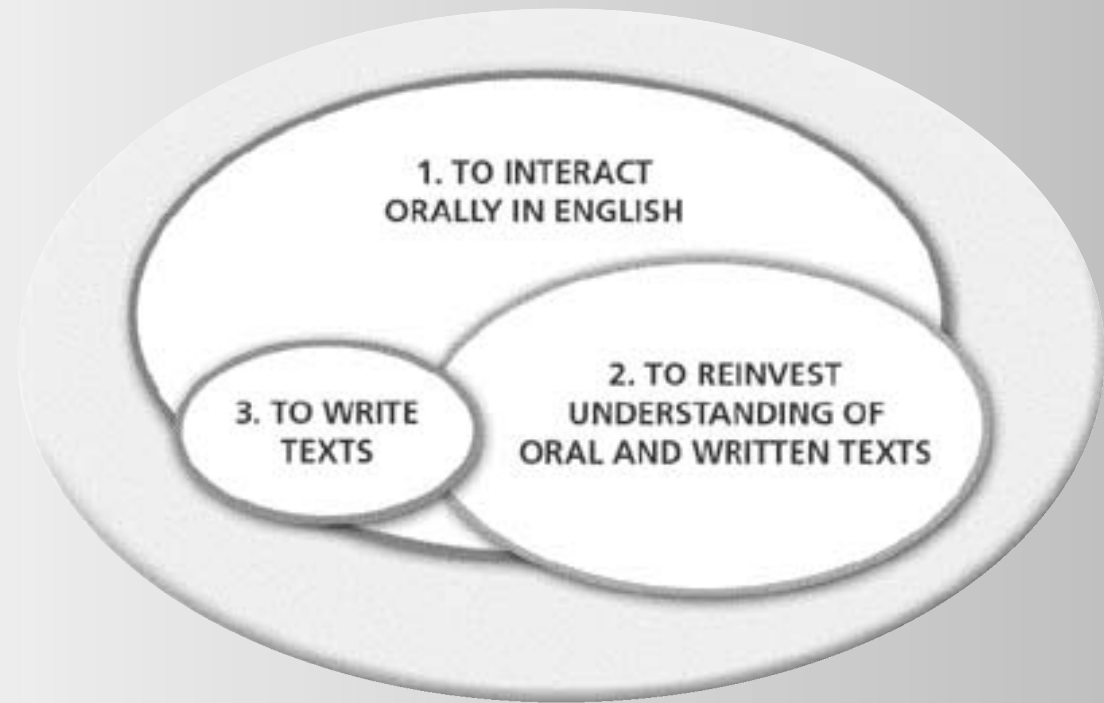 1. TO INTERACT
ORALLY IN ENGLISH
2. TO REINVEST
UNDERSTANDING OF
ORAL AND WRITTEN TEXTS
3. TO WRITE
TEXTS